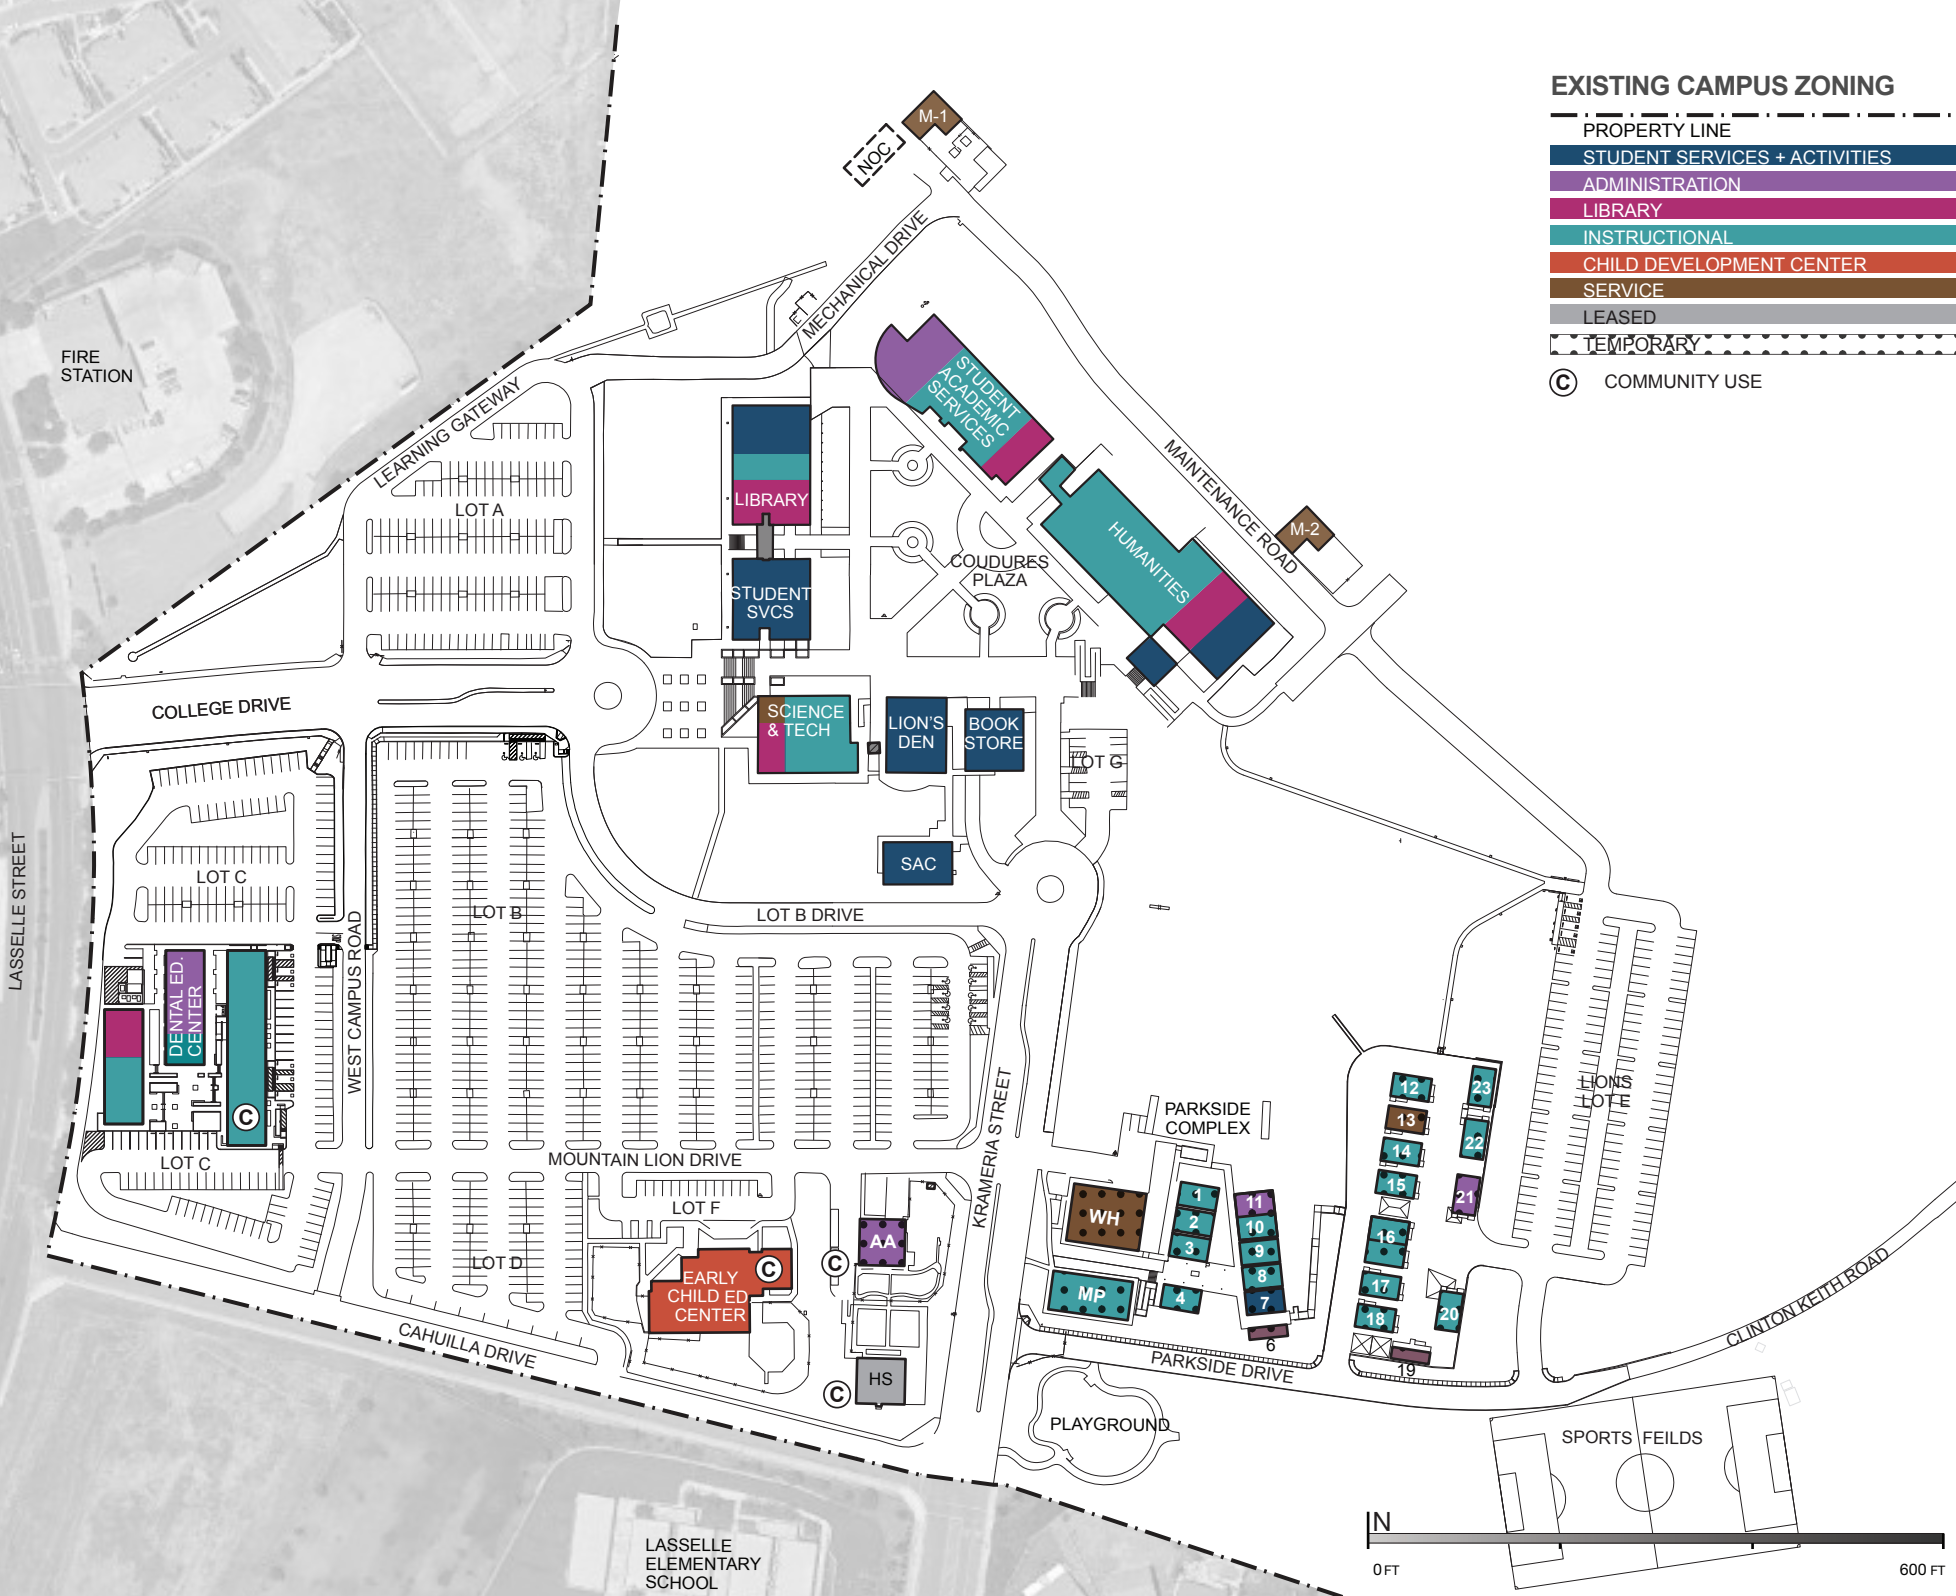 EXISTING CAMPUS ZONING
PROPERTY LINE
STUDENT SERVICES + ACTIVITIES
ADMINISTRATION
LIBRARY
INSTRUCTIONAL
CHILD DEVELOPMENT CENTER
SERVICE
LEASED
TEMPORARY
C
COMMUNITY USE
M-1
NOC
MECHANICAL DRIVE
FIRE
STATION
LEARNING GATEWAY
LOT A
STUDENT
ACADEMIC
SERVICES
LIBRARY
MAINTENANCE ROAD
M-2
HUMANITIES
COUDURES
PLAZA
STUDENT
SVCS
COLLEGE DRIVE
SCIENCE
& TECH
LION'S
DEN
BOOK
STORE
LOT G
LASSELLE STREET
LOT C
LOT B
SAC
LOT B DRIVE
WEST CAMPUS ROAD
DENTAL ED.
CENTER
C
LOT C
MOUNTAIN LION DRIVE
LOT F
LOT D
KRAMERIA STREET
PARKSIDE
COMPLEX
LIONS
LOT E
12
13
14
15
16
17
18
19
20
21
22
23
WH
MP
1
2
3
4
11
10
9
8
7
6
AA
C
EARLY
CHILD ED
CENTER
C
HS
C
CAHUILLA DRIVE
PARKSIDE DRIVE
CLINTON KEITH ROAD
PLAYGROUND
SPORTS FEILDS
LASSELLE
ELEMENTARY
SCHOOL
N
0 FT
600 FT